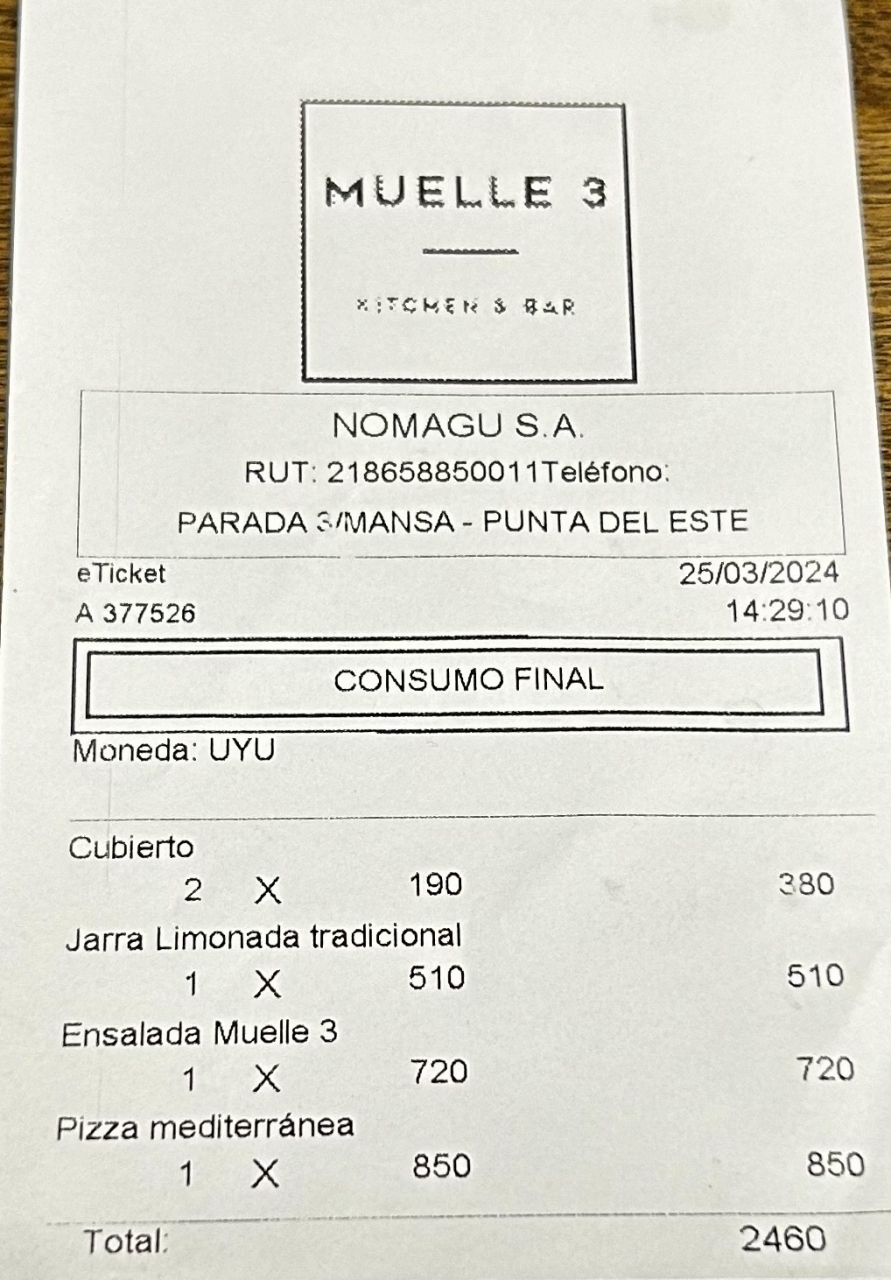 MUELLE 3
KITCHEN & BAR
NOMAGU S.A.
RUT: 218658850011Teléfono:
PARADA 3/MANSA - PUNTA DEL ESTE
eTicket 25/03/2024
A 377526 14:29:10
CONSUMO FINAL
Moneda: UYU
Cubierto
2 X 190 380
Jarra Limonada tradicional
1 X 510 510
Ensalada Muelle 3
1 X 720 720
Pizza mediterránea
1 X 850 850
Total: 2460